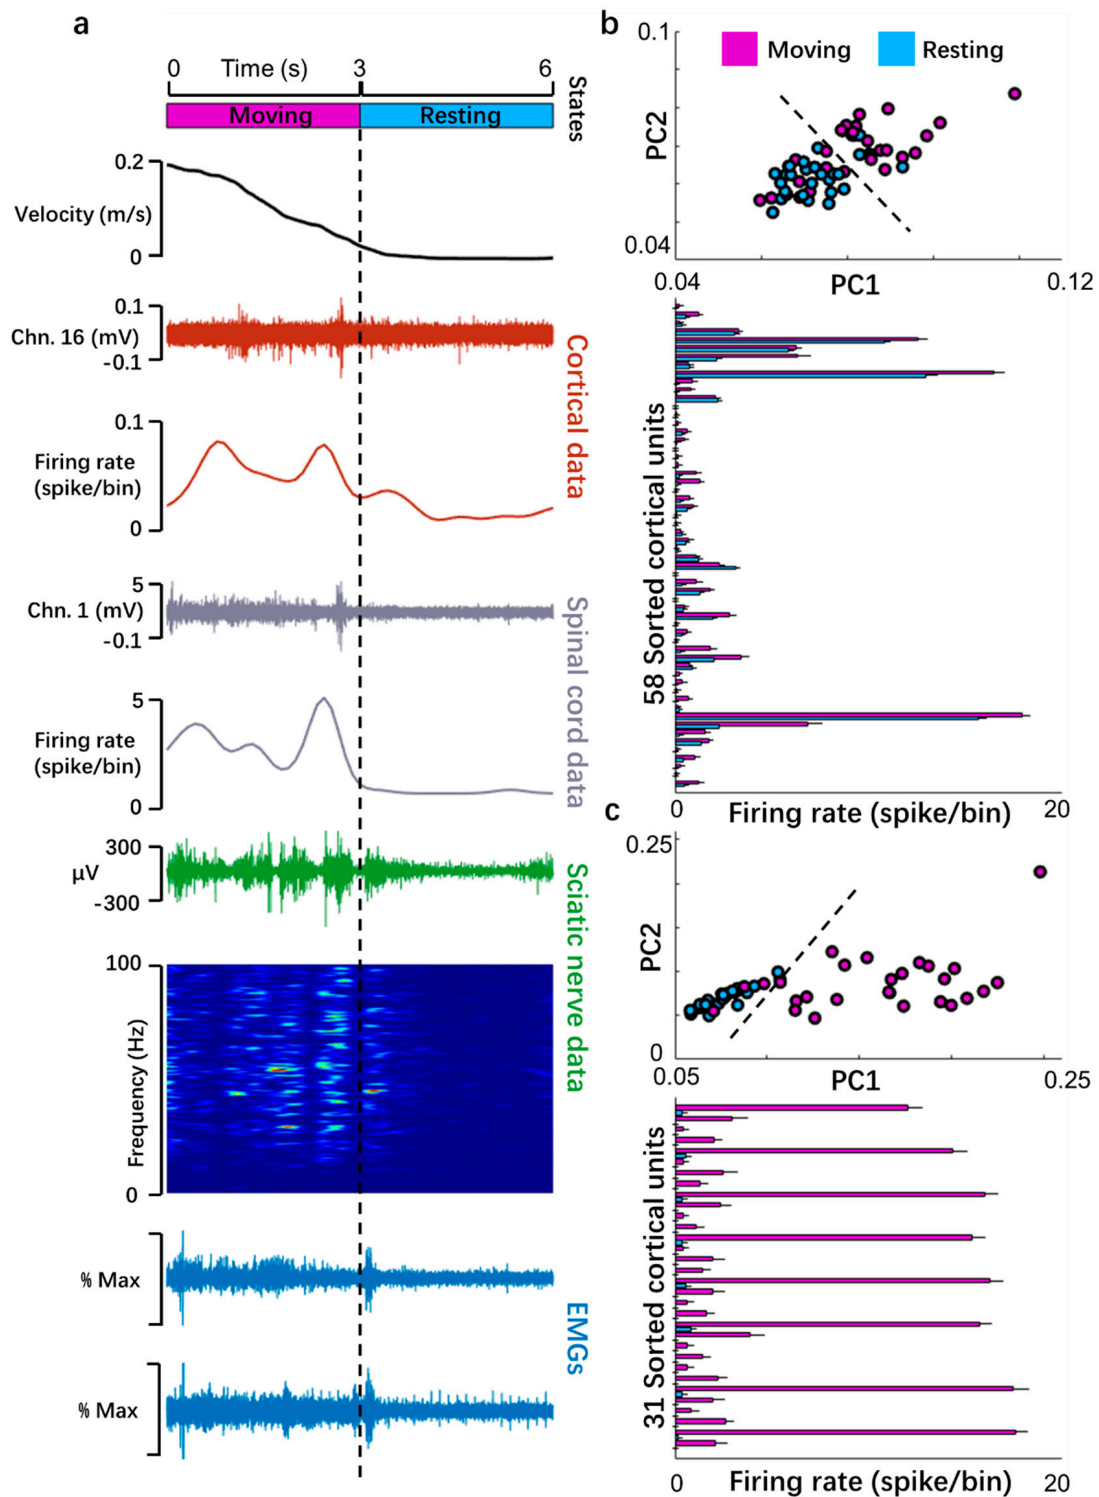 a
0 Time (s) 3 6
States
Moving Resting
0.2
Velocity (m/s)
0
0.1
Chn. 16 (mV)
-0.1
Cortical data
0.1
Firing rate
(spike/bin)
0
5
Chn. 1 (mV)
-0.1
Spinal cord data
5
Firing rate
(spike/bin)
0
300
μV
-300
Sciatic nerve data
100
Frequency (Hz)
0
% Max
EMGs
% Max
b
Moving Resting
0.1
PC2
0.04
0.04 PC1 0.12
58 Sorted cortical units
0 Firing rate (spike/bin) 20
c
0.25
PC2
0
0.05 PC1 0.25
31 Sorted cortical units
0 Firing rate (spike/bin) 20